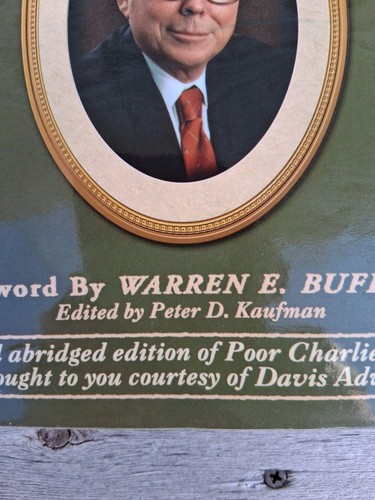 word By WARREN E. BUFF
Edited by Peter D. Kaufman
abridged edition of Poor Charlie
ought to you courtesy of Davis Adv